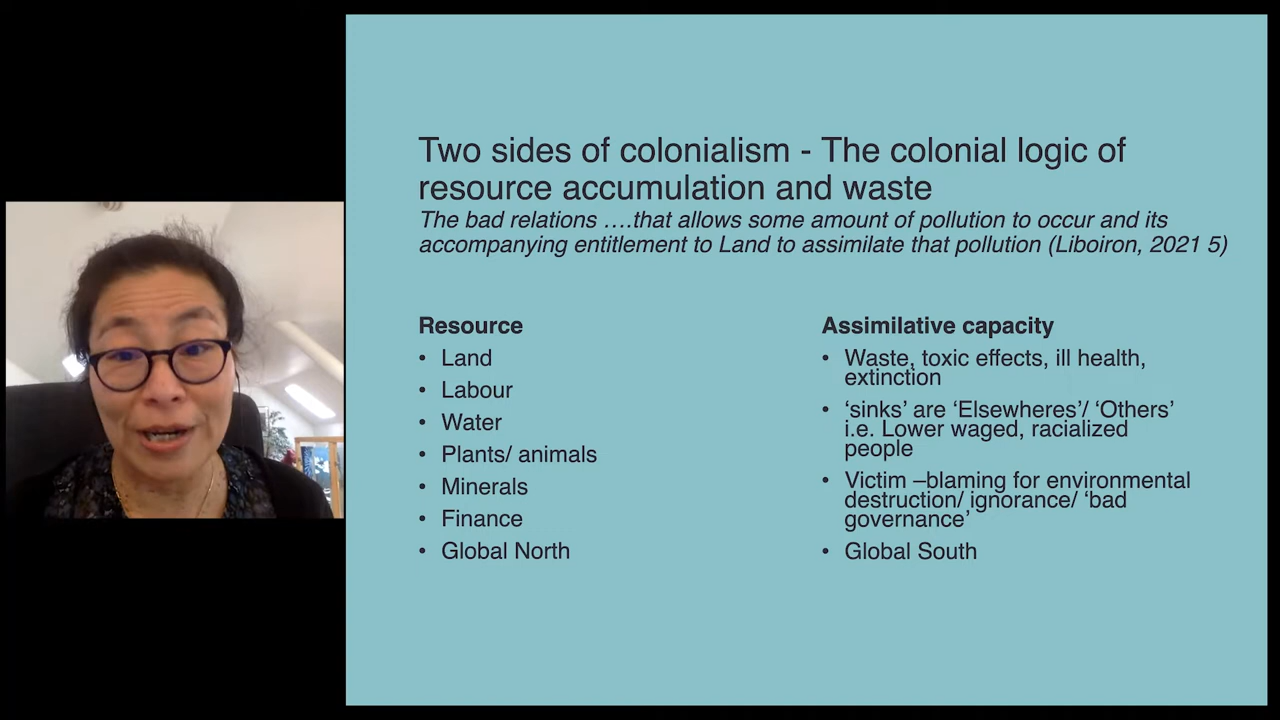 Two sides of colonialism - The colonial logic of
resource accumulation and waste
The bad relations ….that allows some amount of pollution to occur and its
accompanying entitlement to Land to assimilate that pollution (Liboiron, 2021 5)
Resource
• Land
• Labour
• Water
• Plants/ animals
• Minerals
• Finance
• Global North
Assimilative capacity
• Waste, toxic effects, ill health,
extinction
• ‘sinks’ are ‘Elsewheres’/ ‘Others’
i.e. Lower waged, racialized
people
• Victim –blaming for environmental
destruction/ ignorance/ ‘bad
governance’
• Global South